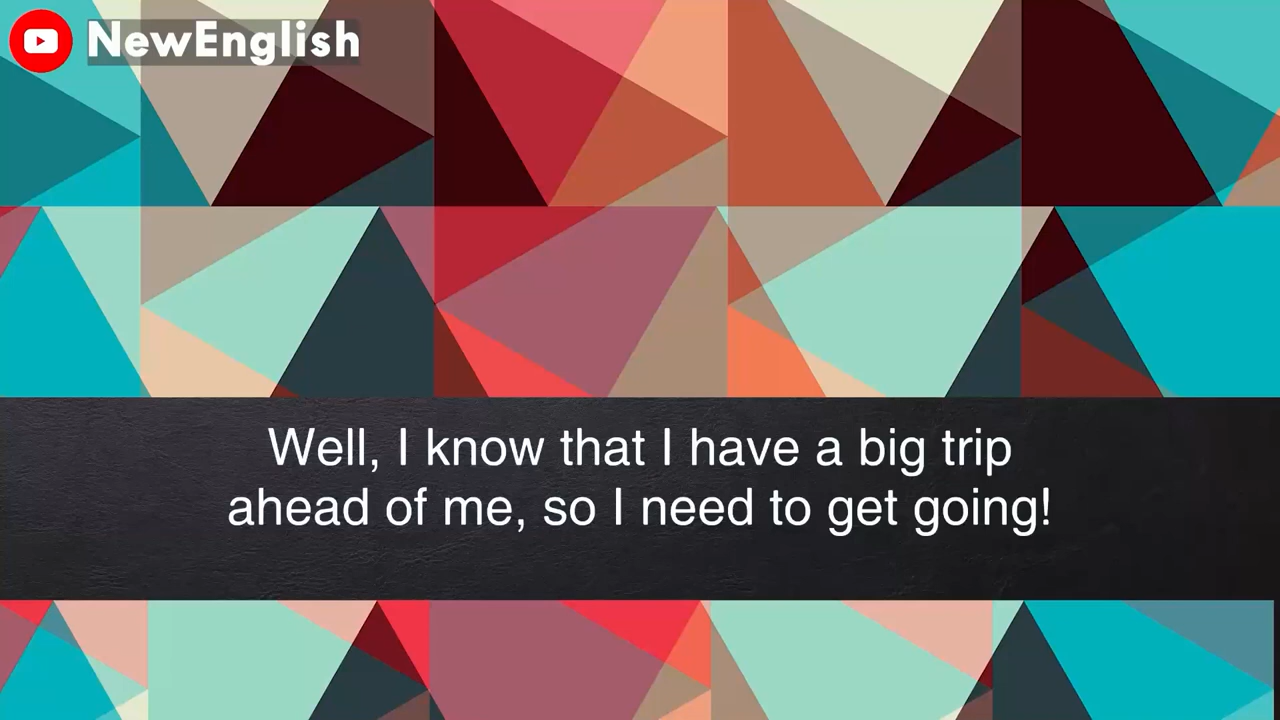 NewEnglish
Well, I know that I have a big trip
ahead of me, so I need to get going!